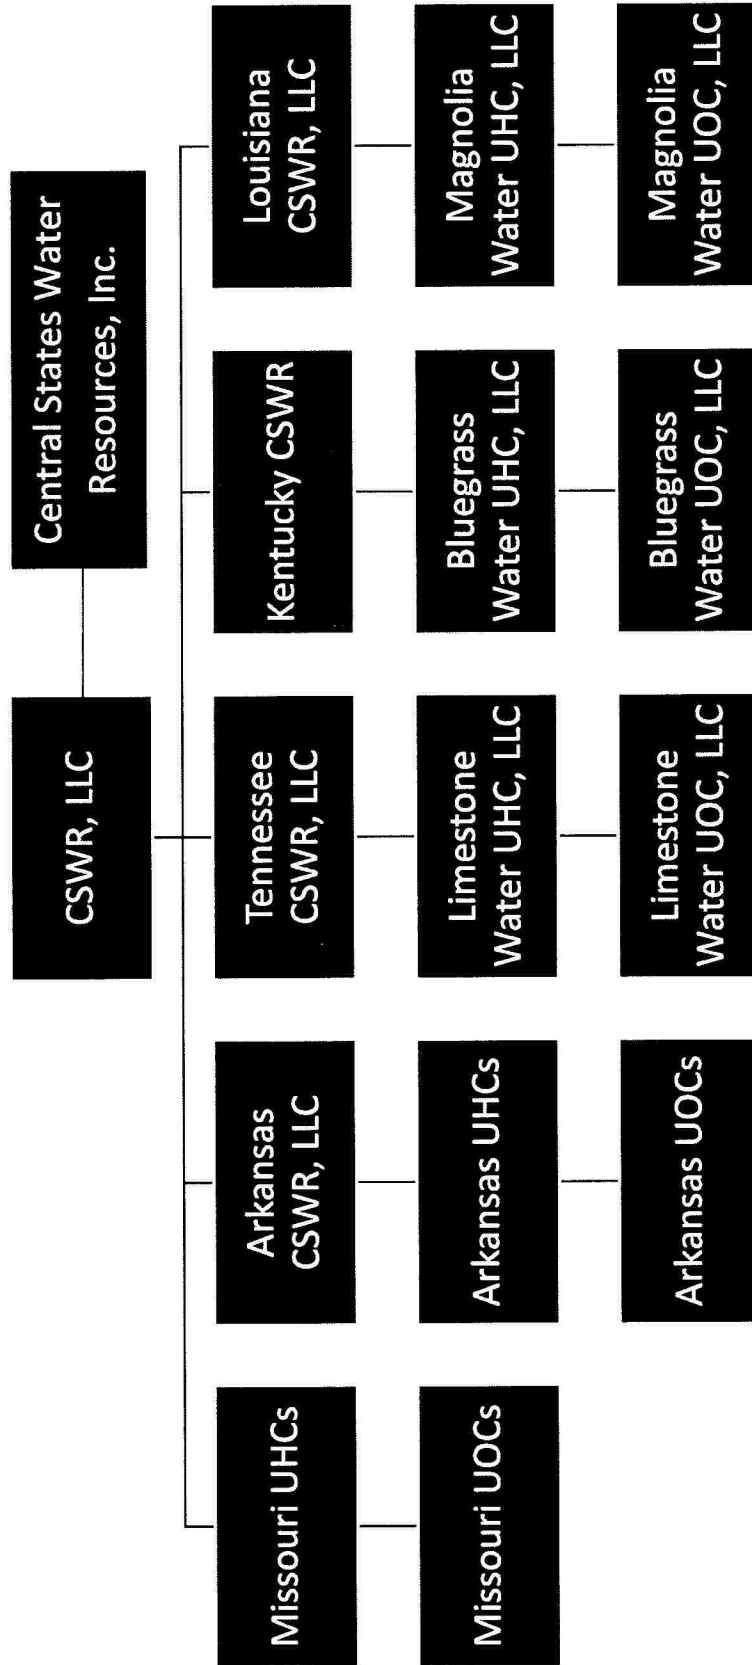 CSWR, LLC
Central States Water
Resources, Inc.
Missouri UHCs
Arkansas
CSWR, LLC
Tennessee
CSWR, LLC
Kentucky CSWR
Louisiana
CSWR, LLC
Missouri UOCs
Arkansas UHCs
Limestone
Water UHC, LLC
Bluegrass
Water UHC, LLC
Magnolia
Water UHC, LLC
Arkansas UOCs
Limestone
Water UOC, LLC
Bluegrass
Water UOC, LLC
Magnolia
Water UOC, LLC